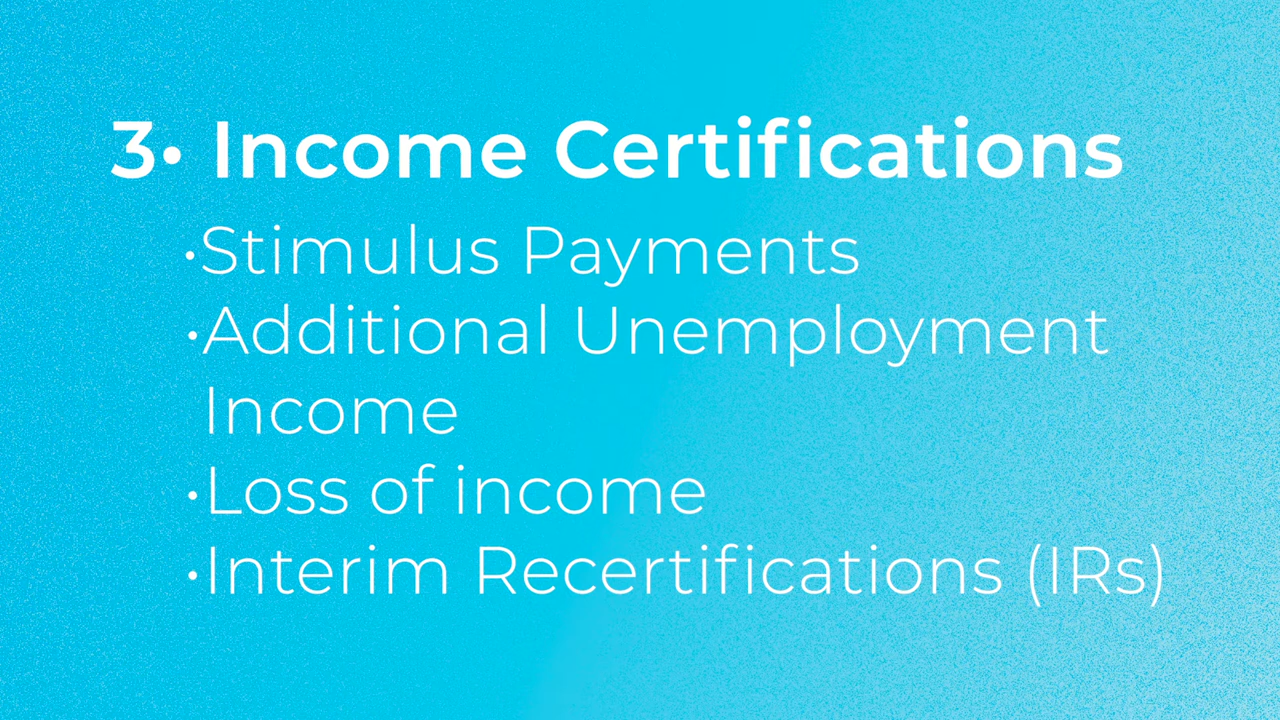 3• Income Certifications
•Stimulus Payments
•Additional Unemployment
Income
•Loss of income
•Interim Recertifications (IRs)